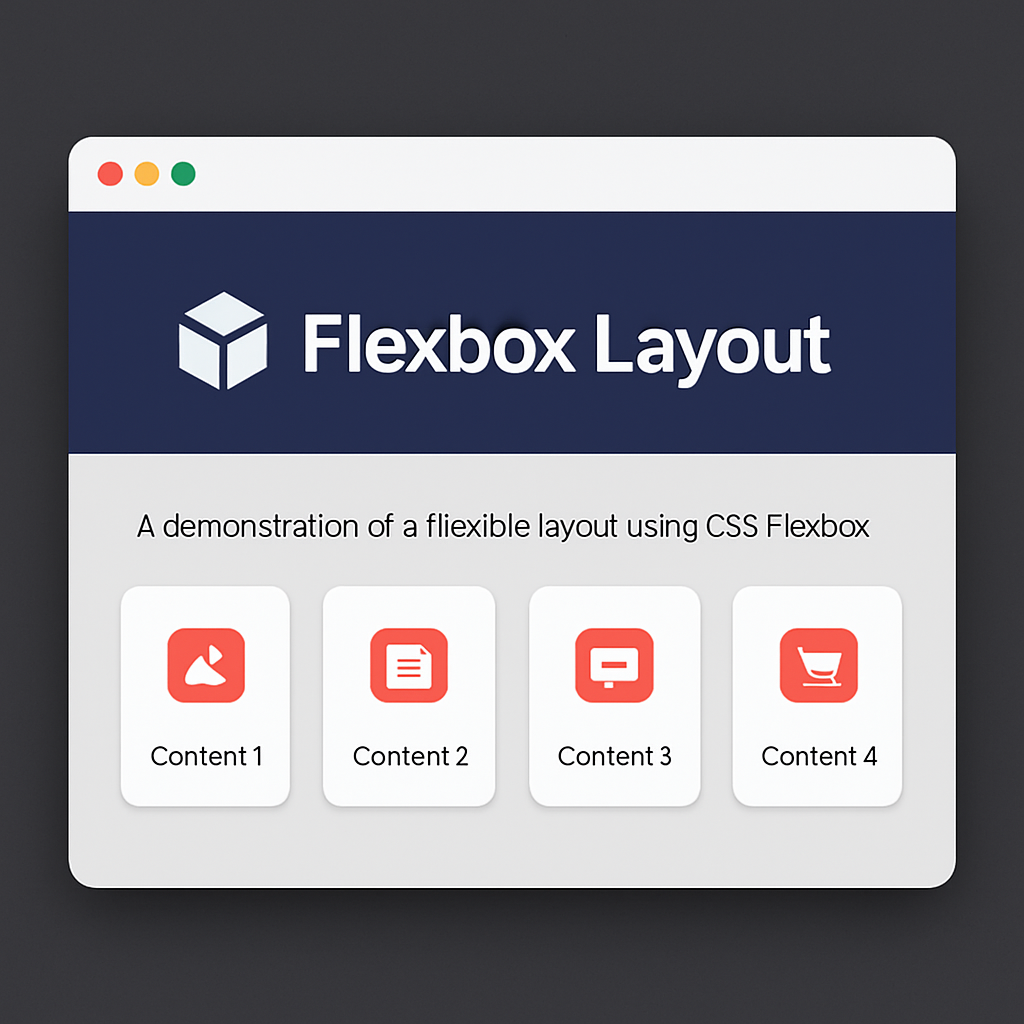 Flexbox Layout
A demonstration of a fliexible layout using CSS Flexbox
Content 1
Content 2
Content 3
Content 4